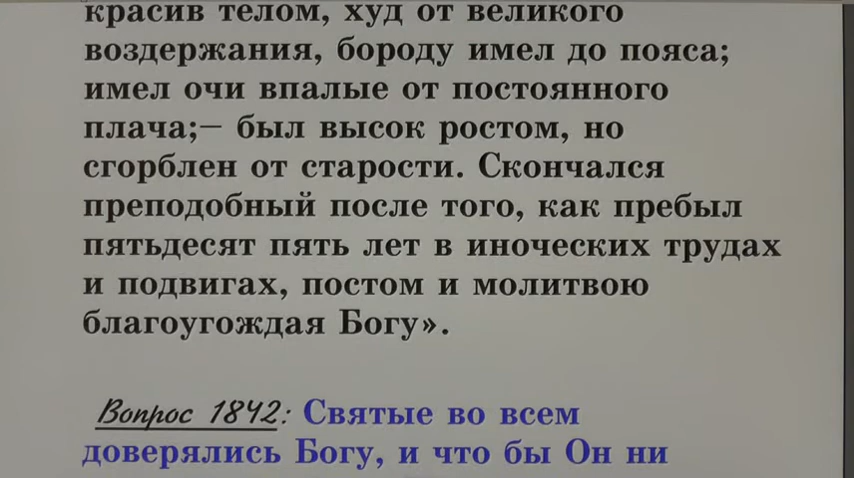 красив телом, худ от великого
воздержания, бороду имел до пояса;
имел очи впалые от постоянного
плача;— был высок ростом, но
сгорблен от старости. Скончался
преподобный после того, как пребыл
пятьдесят пять лет в иноческих трудах
и подвигах, постом и молитвою
благоугождая Богу».
Вопрос 1842: Святые во всем
доверялись Богу, и что бы Он ни